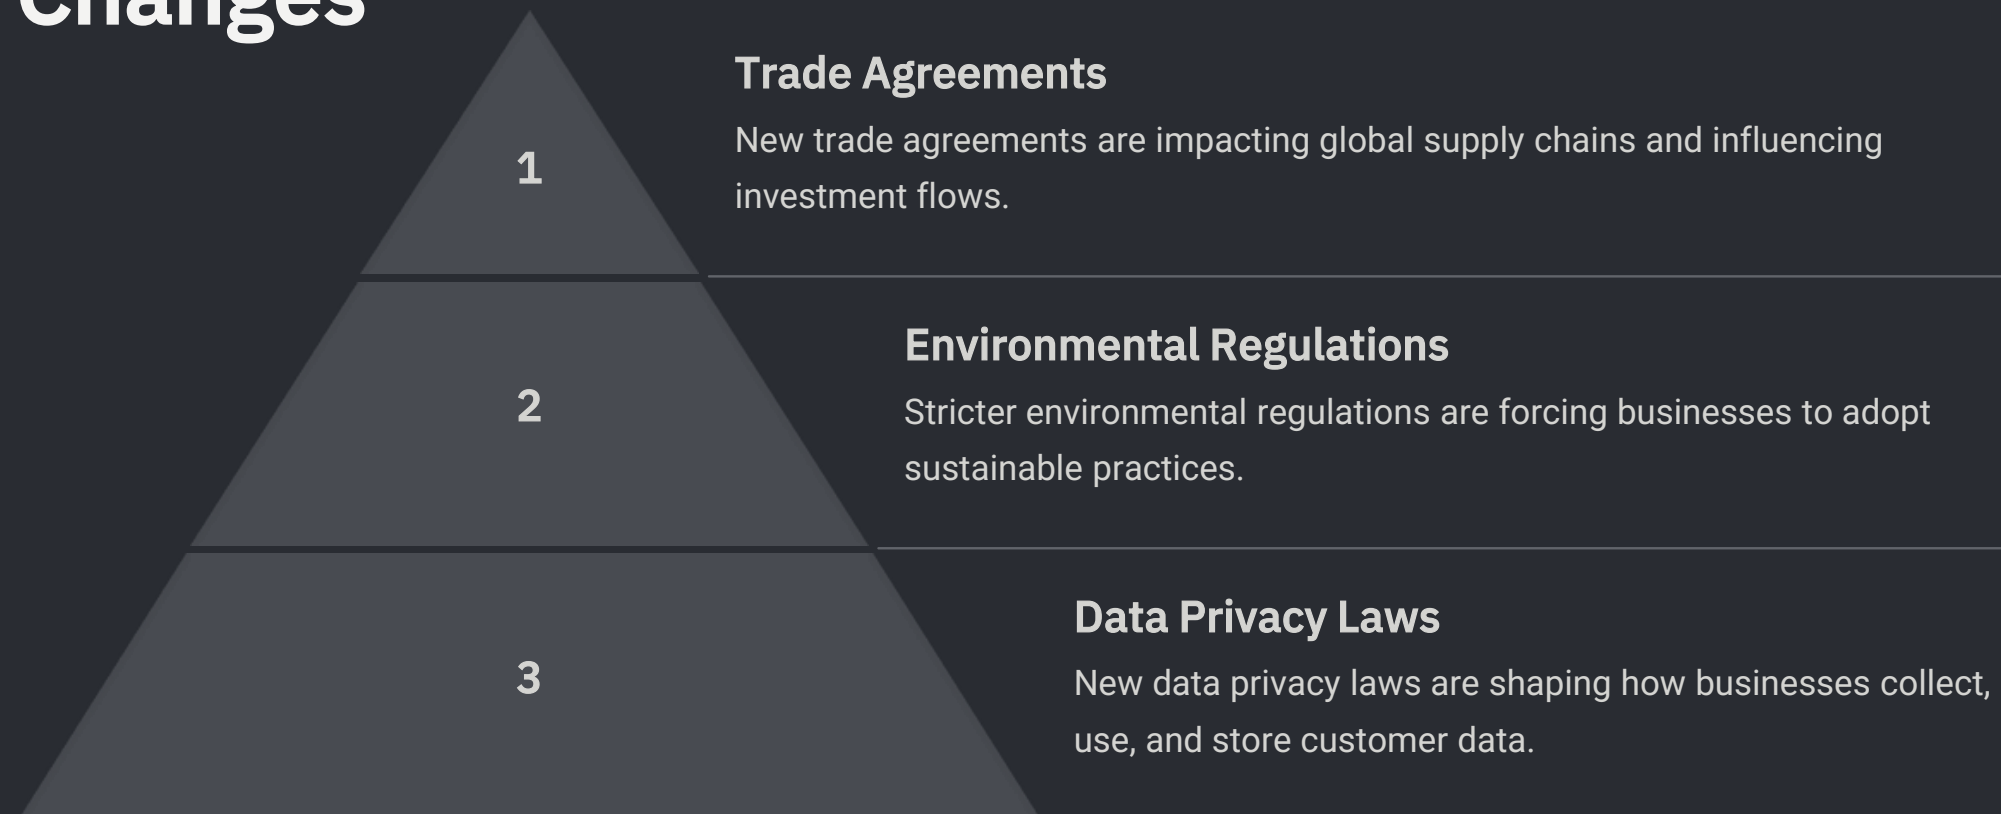 Changes
1
Trade Agreements
New trade agreements are impacting global supply chains and influencing
investment flows.
2
Environmental Regulations
Stricter environmental regulations are forcing businesses to adopt
sustainable practices.
3
Data Privacy Laws
New data privacy laws are shaping how businesses collect,
use, and store customer data.